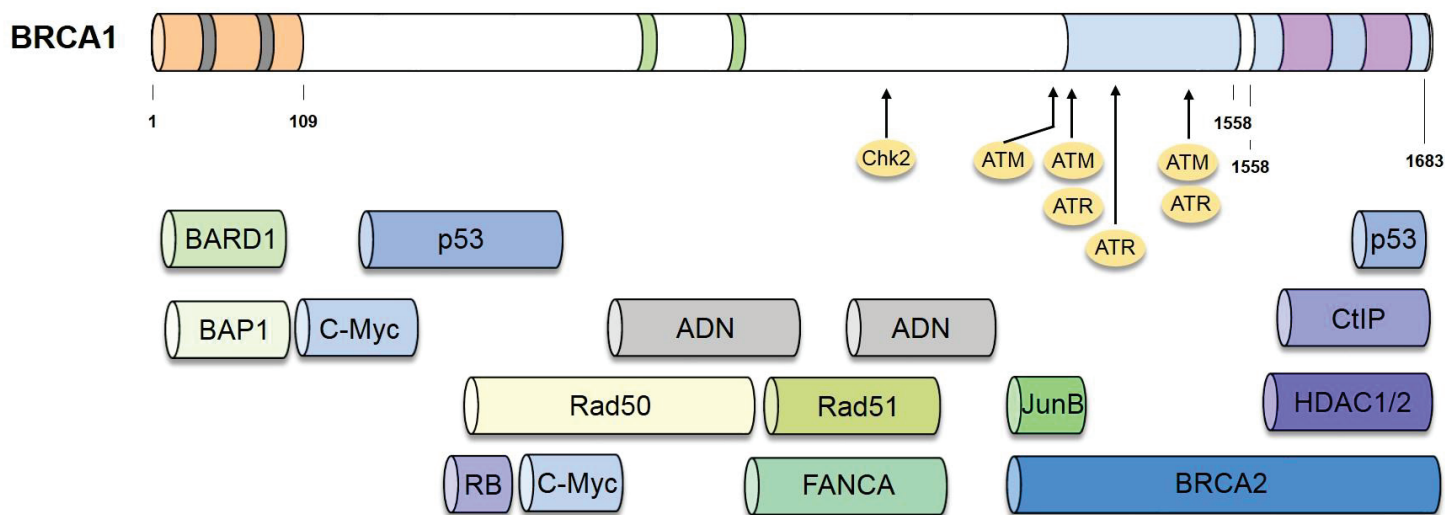 BRCA1
1
109
1558
1558
1683
Chk2
ATM
ATM
ATM
ATR
ATR
ATR
BARD1
p53
p53
BAP1
C-Myc
ADN
ADN
CtIP
Rad50
Rad51
JunB
HDAC1/2
RB
C-Myc
FANCA
BRCA2